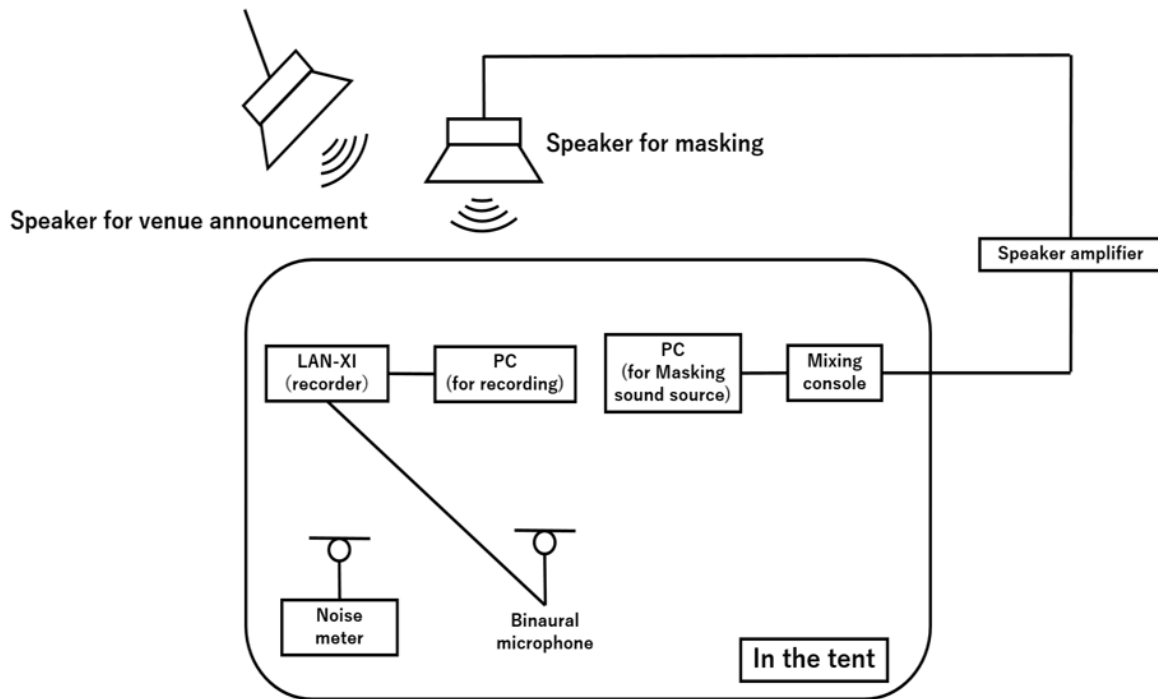 Speaker for masking
Speaker for venue announcement
Speaker amplifier
LAN-XI
(recorder)
PC
(for recording)
PC
(for Masking
sound source)
Mixing
console
Noise
meter
Binaural
microphone
In the tent